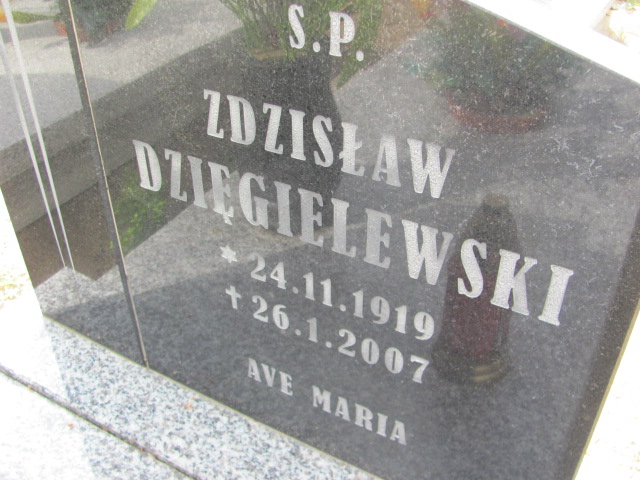 S.P.
ZDZISŁAW
DZIĘGIELEWSKI
* 24.11.1919
✝ 26.1.2007
AVE MARIA